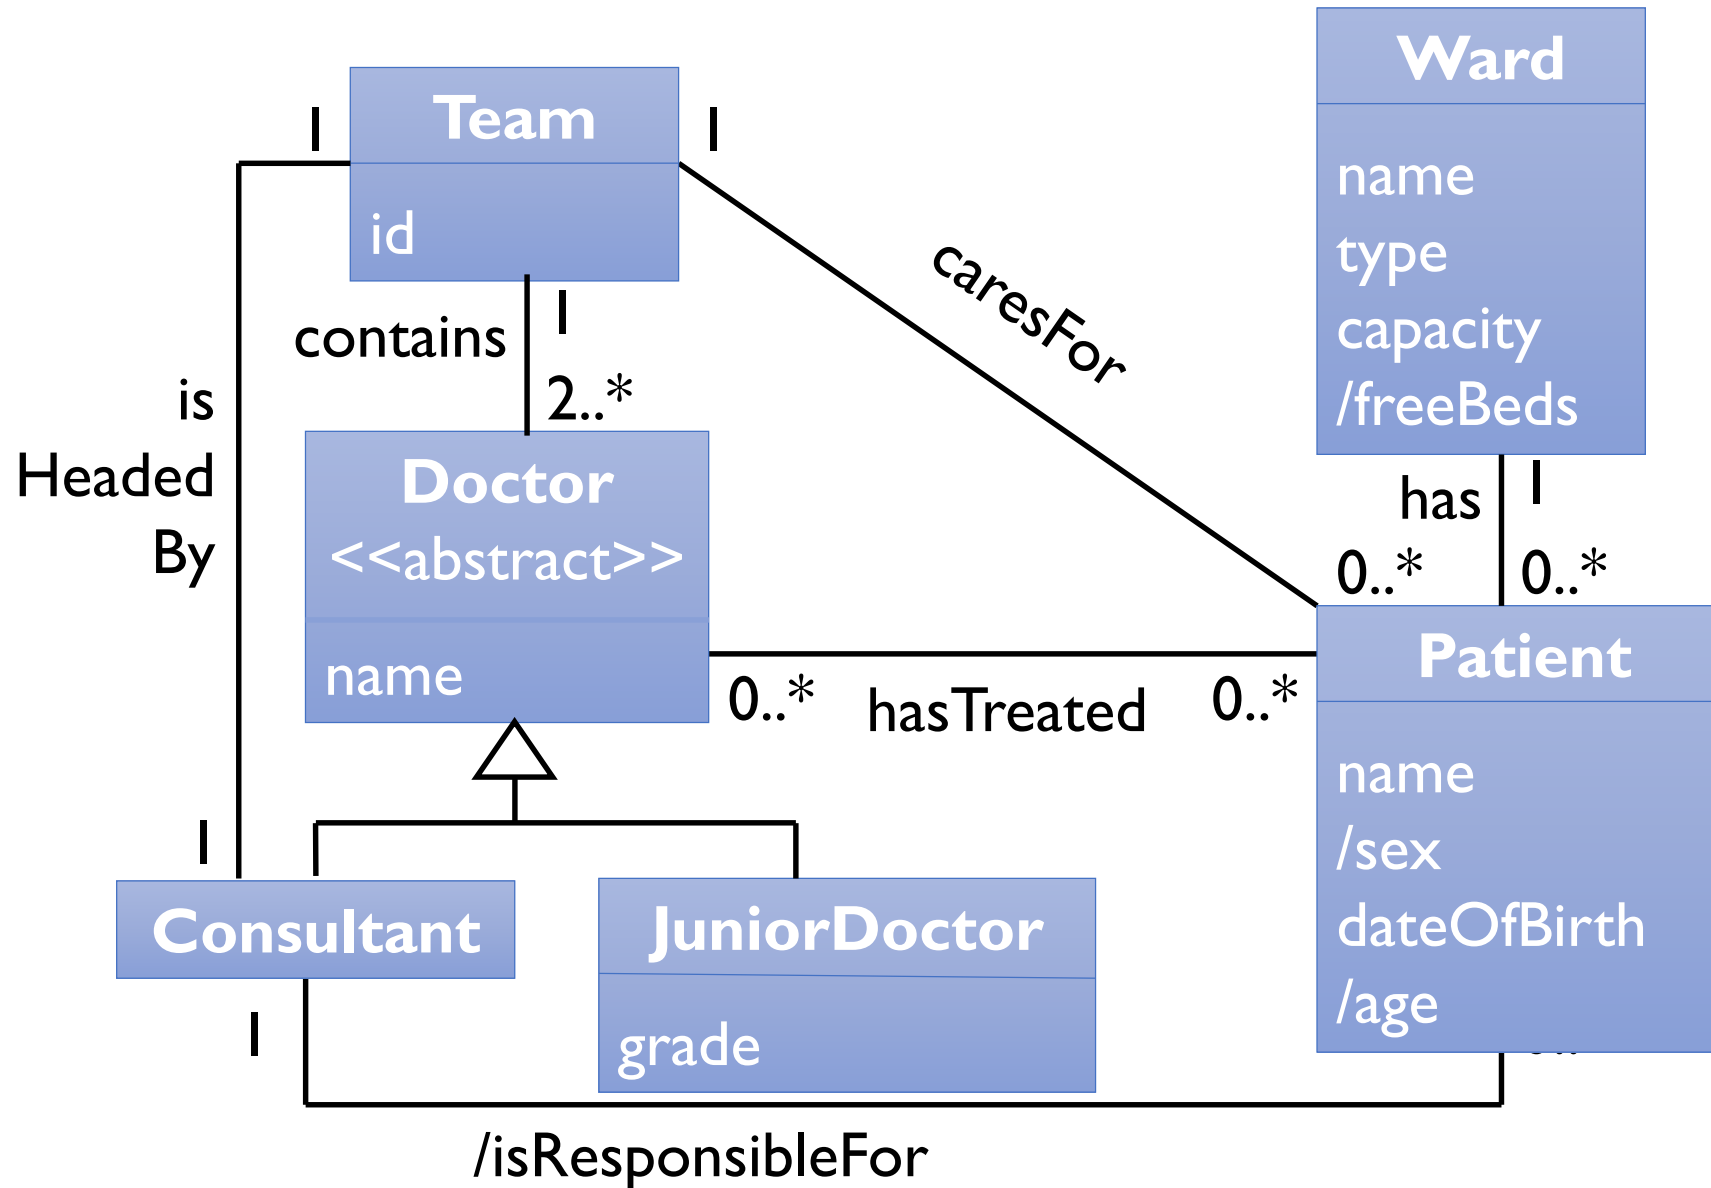 Team
id
1
1
Ward
name
type
capacity
/freeBeds
contains
1
2..*
caresFor
is
Headed
By
has
1
0..*
0..*
Doctor
<<abstract>>
name
0..*
hasTreated
0..*
Patient
name
/sex
dateOfBirth
/age
1
Consultant
1
JuniorDoctor
grade
/isResponsibleFor